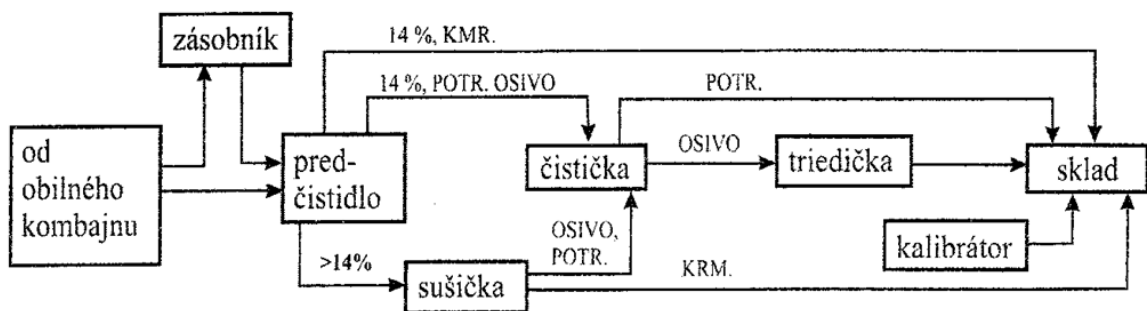 zásobník
14 %, KMR.
14 %, POTR. OSIVO
POTR.
od
obilného
kombajnu
pred-
čistidlo
čistička
OSIVO
triedička
sklad
OSIVO,
POTR.
kalibrátor
>14%
sušička
KRM.